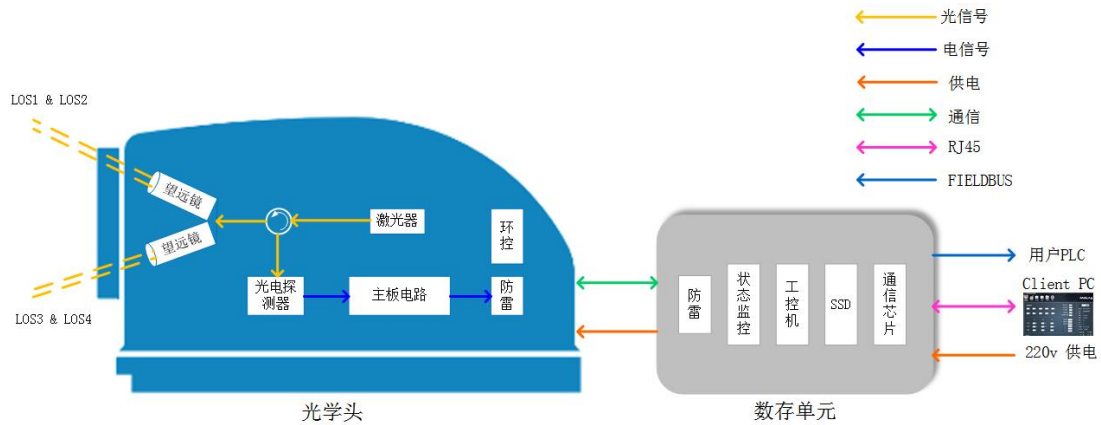 光信号
电信号
供电
通信
RJ45
FIELDBUS
LOS1 & LOS2
LOS3 & LOS4
望远镜
望远镜
激光器
环控
光电探
测器
主板电路
防雷
光学头
防雷
状态监控
工控机
SSD
通信芯片
数存单元
用户PLC
Client PC
220v 供电